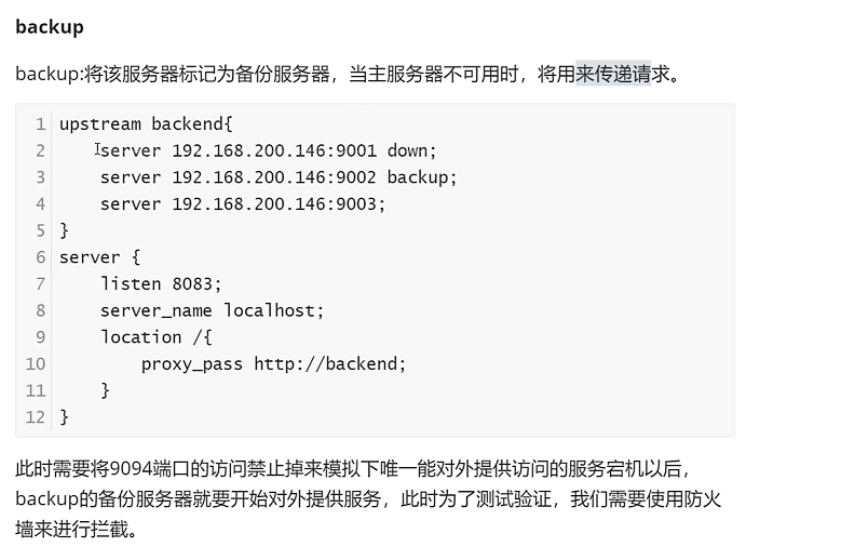 backup
backup:将该服务器标记为备份服务器，当主服务器不可用时，将用来传递请求。
1 upstream backend{
2     server 192.168.200.146:9001 down;
3     server 192.168.200.146:9002 backup;
4     server 192.168.200.146:9003;
5 }
6 server {
7     listen 8083;
8     server_name localhost;
9     location /{
10         proxy_pass http://backend;
11     }
12 }
此时需要将9094端口的访问禁止掉来模拟下唯一能对外提供访问的服务宕机以后，
backup的备份服务器就要开始对外提供服务，此时为了测试验证，我们需要使用防火
墙来进行拦截。